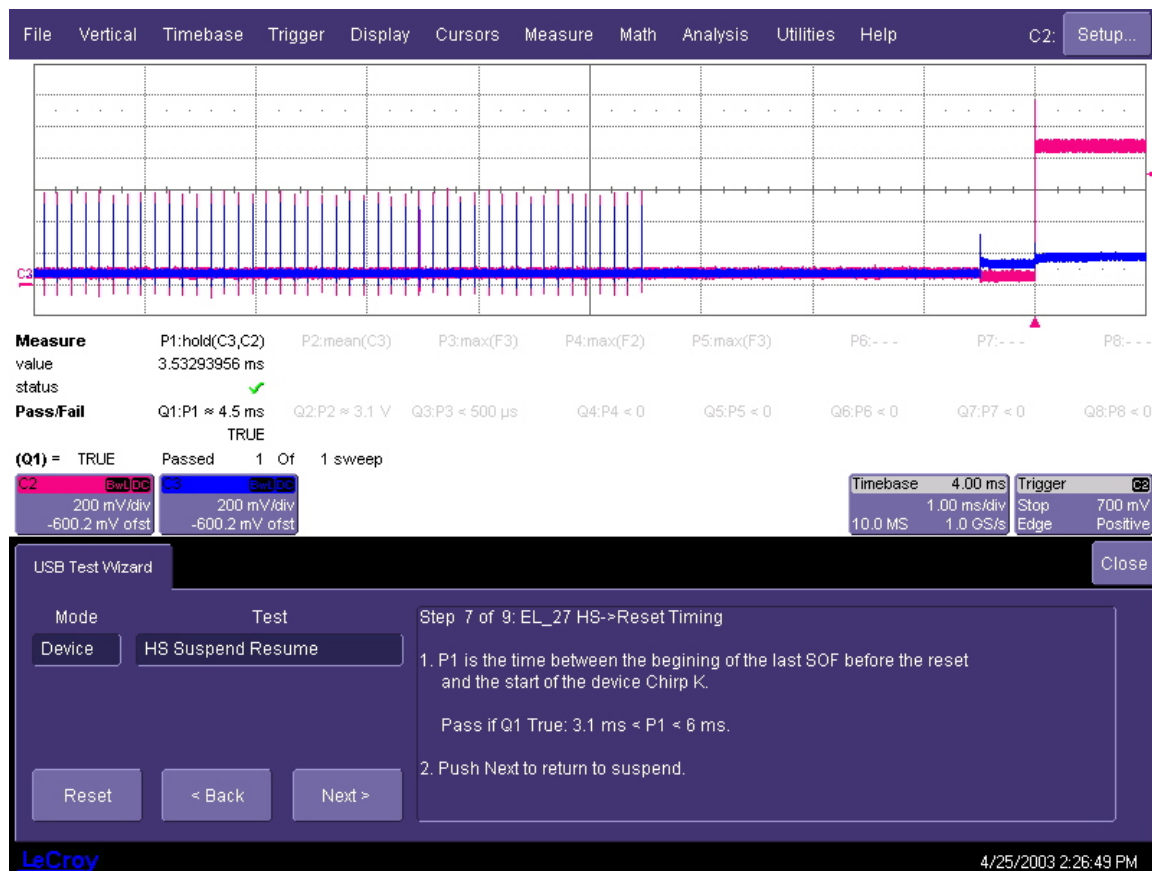 File Vertical Timebase Trigger Display Cursors Measure Math Analysis Utilities Help C2: Setup...
C3
Measure P1:hold(C3,C2) P2:mean(C3) P3:max(F3) P4:max(F2) P5:max(F3) P6:- - - P7:- - - P8:- - -
value 3.53293956 ms
status
Pass/Fail Q1:P1 ≈ 4.5 ms Q2:P2 ≈ 3.1 V Q3:P3 < 500 µs Q4:P4 < 0 Q5:P5 < 0 Q6:P6 < 0 Q7:P7 < 0 Q8:P8 < 0
TRUE
(Q1) = TRUE Passed 1 Of 1 sweep
C2 BwL DC C3 BwL DC Timebase 4.00 ms Trigger C2
200 mV/div 200 mV/div 1.00 ms/div Stop 700 mV
-600.2 mV ofst -600.2 mV ofst 10.0 MS 1.0 GS/s Edge Positive
USB Test Wizard Close
Mode Test
Device HS Suspend Resume
Step 7 of 9: EL_27 HS->Reset Timing
1. P1 is the time between the begining of the last SOF before the reset
and the start of the device Chirp K.
Pass if Q1 True: 3.1 ms < P1 < 6 ms.
2. Push Next to return to suspend.
Reset < Back Next >
LeCroy 4/25/2003 2:26:49 PM